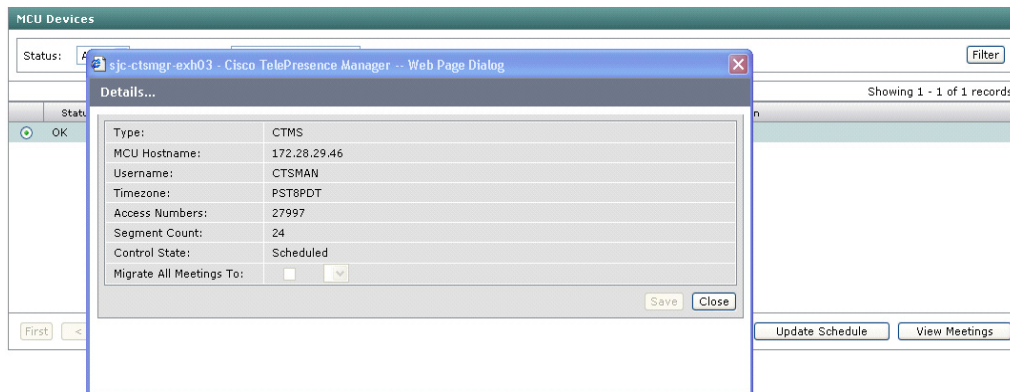 MCU Devices
Status:
Filter
sjc-ctsmgr-exh03 - Cisco TelePresence Manager -- Web Page Dialog
Details...
Showing 1 - 1 of 1 records
OK
Type: CTMS
MCU Hostname: 172.28.29.46
Username: CTSMAN
Timezone: PST8PDT
Access Numbers: 27997
Segment Count: 24
Control State: Scheduled
Migrate All Meetings To:
Save Close
First < Update Schedule View Meetings